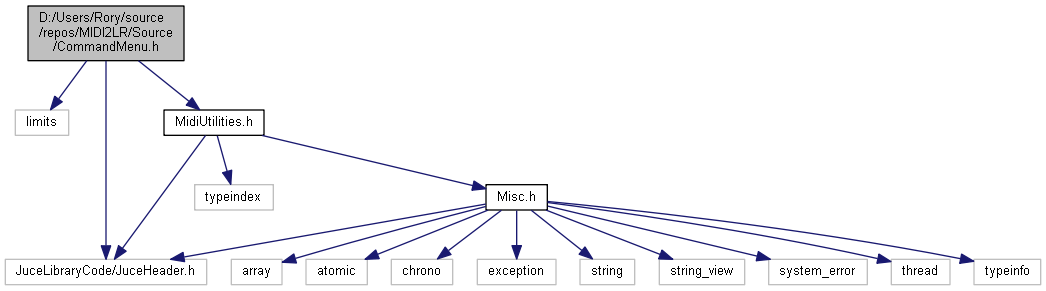 D:/Users/Rory/source
/repos/MIDI2LR/Source
/CommandMenu.h
limits
MidiUtilities.h
typeindex
Misc.h
JuceLibraryCode/JuceHeader.h
array
atomic
chrono
exception
string
string_view
system_error
thread
typeinfo